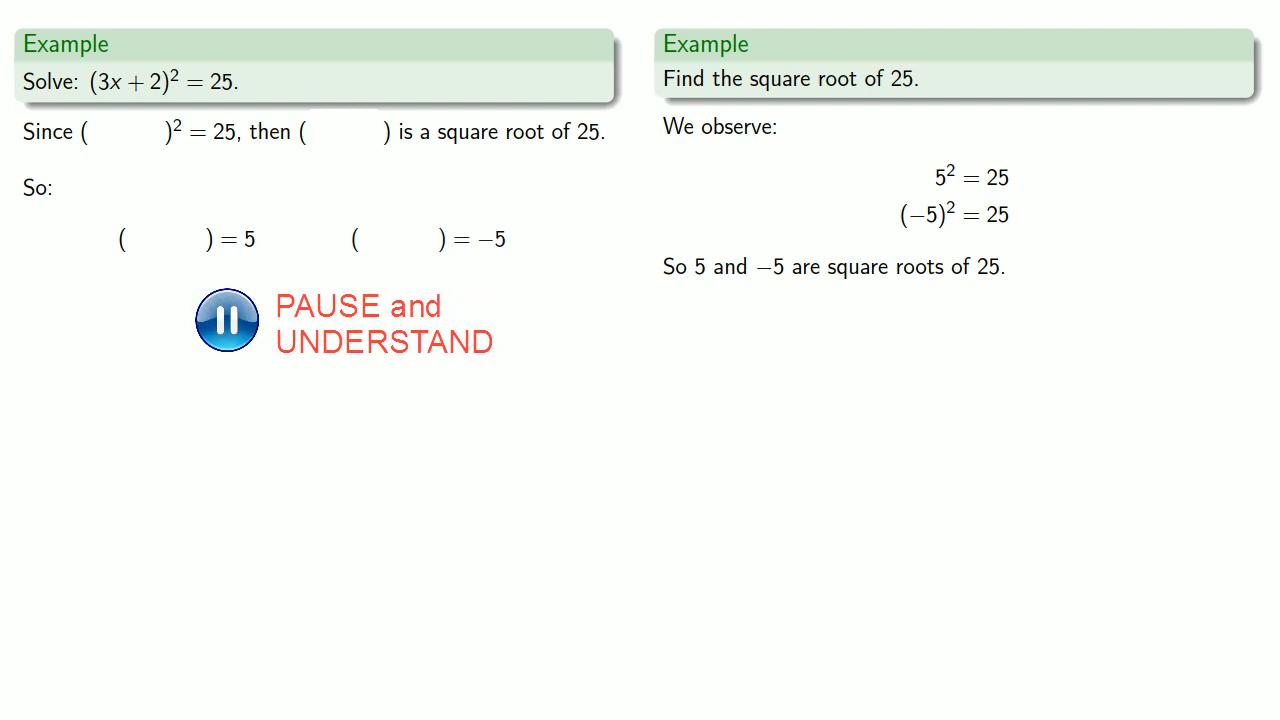 Example
Solve: (3x + 2)² = 25.
Since (        )² = 25, then (        ) is a square root of 25.
So:
(        ) = 5        (        ) = −5
PAUSE and
UNDERSTAND
Example
Find the square root of 25.
We observe:
5² = 25
(−5)² = 25
So 5 and −5 are square roots of 25.